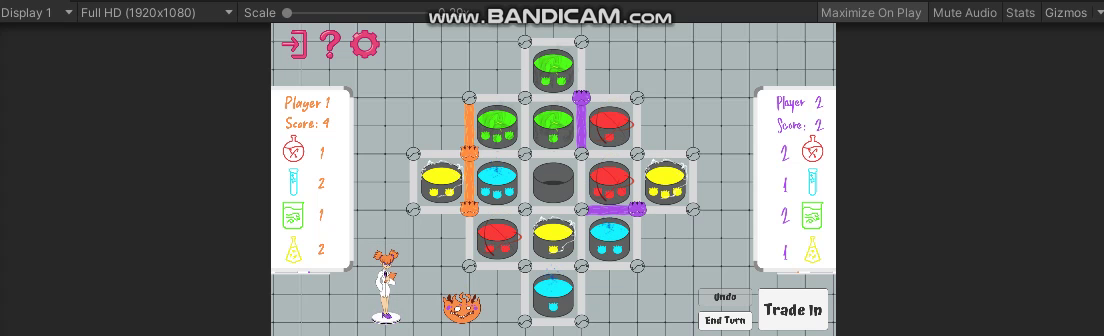 Display 1 Full HD (1920x1080) Scale Maximize On Play Mute Audio Stats Gizmos
www.BANDICAM.com
?
Player 1
Score: 4
1
2
1
2
Player 2
Score: 2
2
1
2
1
Undo
End Turn
Trade In